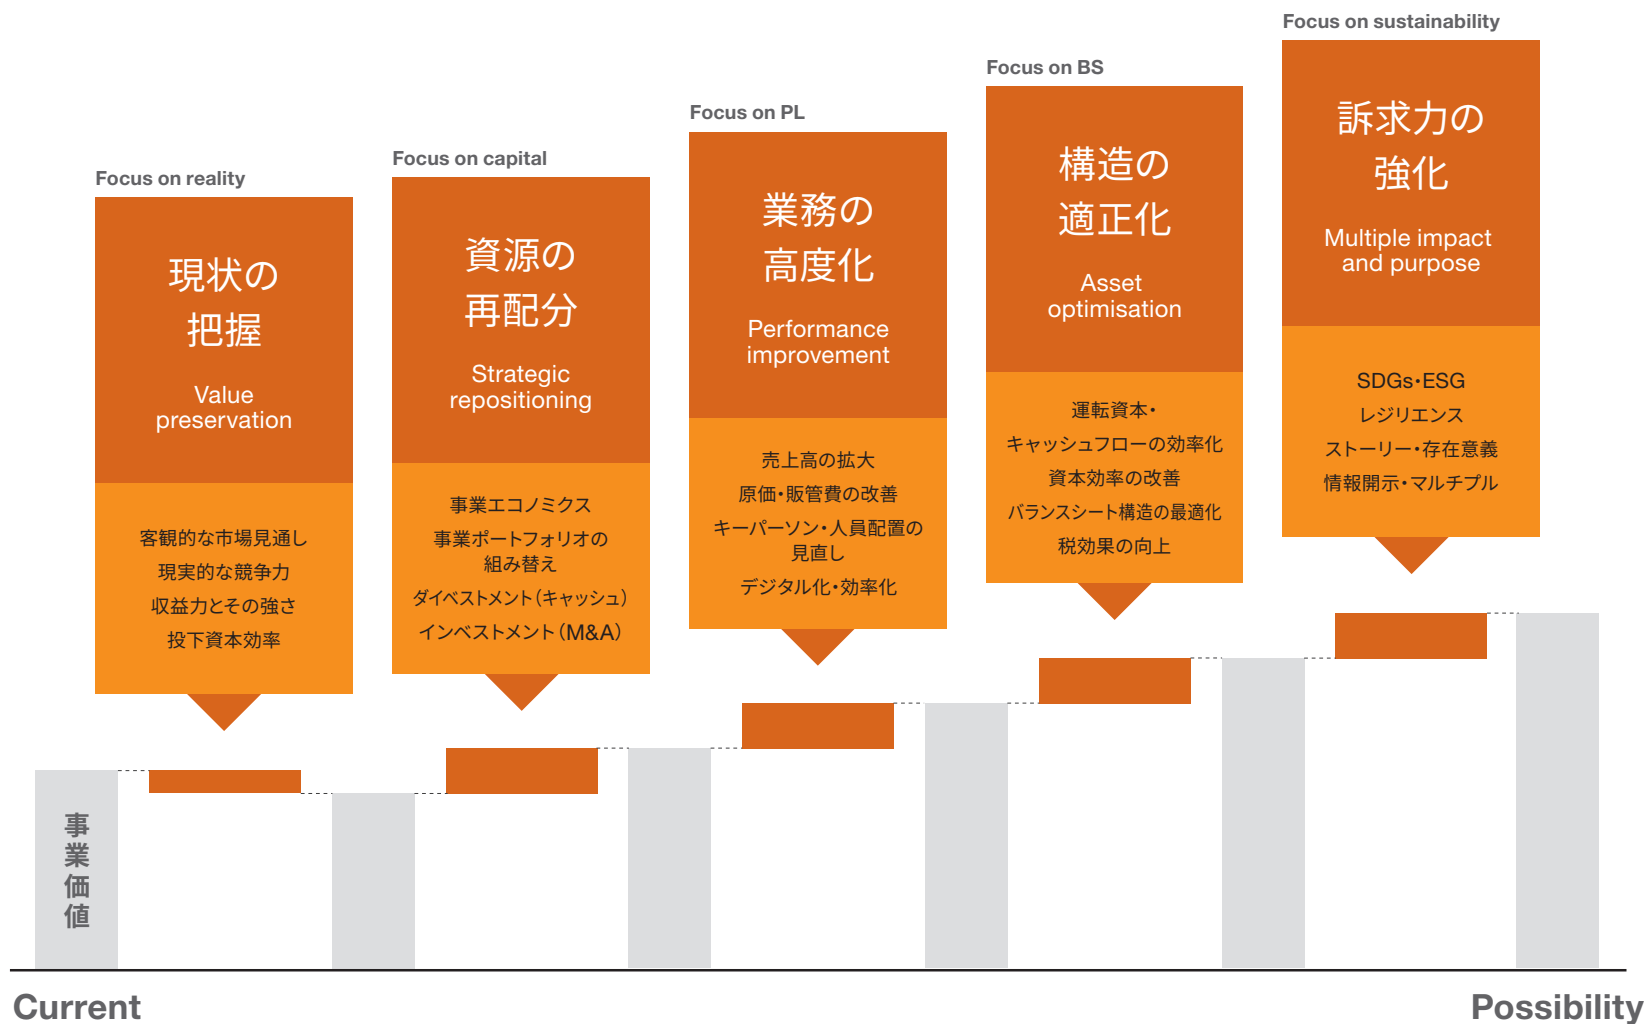 Focus on reality
現状の
把握
Value
preservation
客観的な市場見通し
現実的な競争力
収益力とその強さ
投下資本効率
Focus on capital
資源の
再配分
Strategic
repositioning
事業エコノミクス
事業ポートフォリオの
組み替え
ダイベストメント（キャッシュ）
インベストメント（M&A）
Focus on PL
業務の
高度化
Performance
improvement
売上高の拡大
原価・販管費の改善
キーパーソン・人員配置の
見直し
デジタル化・効率化
Focus on BS
構造の
適正化
Asset
optimisation
運転資本・
キャッシュフローの効率化
資本効率の改善
バランスシート構造の最適化
税効果の向上
Focus on sustainability
訴求力の
強化
Multiple impact
and purpose
SDGs・ESG
レジリエンス
ストーリー・存在意義
情報開示・マルチプル
事業価値
Current
Possibility